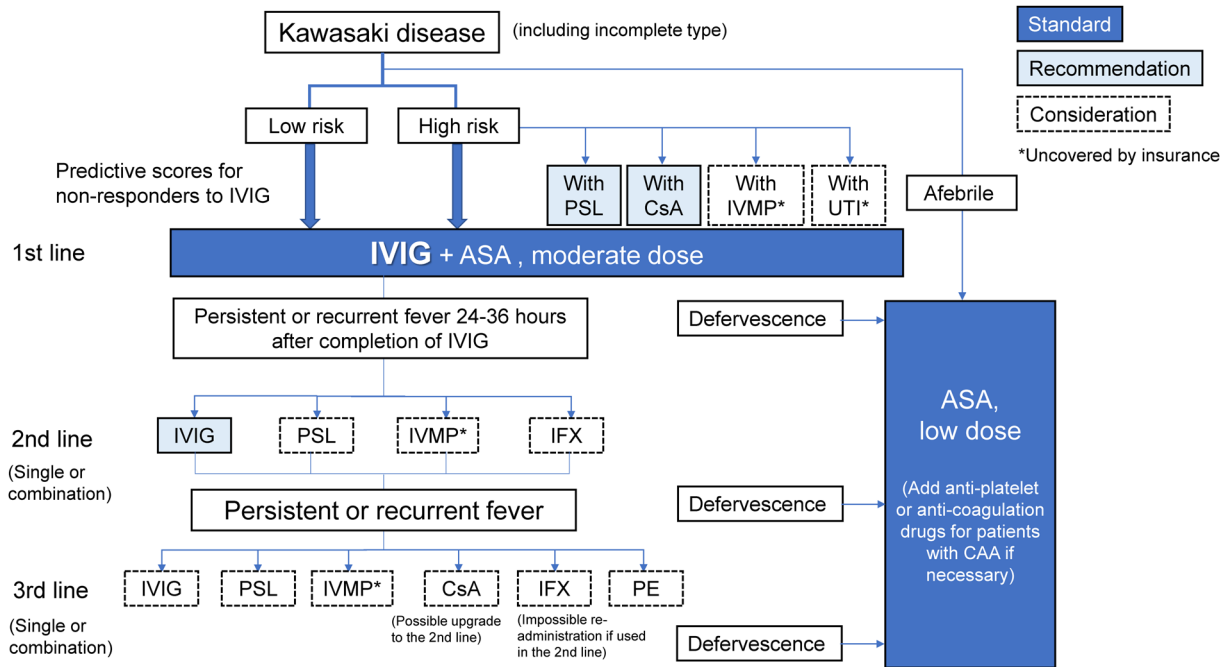 Kawasaki disease
(including incomplete type)
Standard
Recommendation
Consideration
*Uncovered by insurance
Low risk
High risk
Predictive scores for
non-responders to IVIG
With
PSL
With
CsA
With
IVMP*
With
UTI*
Afebrile
1st line
IVIG + ASA , moderate dose
Persistent or recurrent fever 24-36 hours
after completion of IVIG
Defervescence
2nd line
(Single or
combination)
IVIG
PSL
IVMP*
IFX
ASA,
low dose
(Add anti-platelet
or anti-coagulation
drugs for patients
with CAA if
necessary)
Persistent or recurrent fever
Defervescence
3rd line
(Single or
combination)
IVIG
PSL
IVMP*
CsA
(Possible upgrade
to the 2nd line)
IFX
(Impossible re-
administration if used
in the 2nd line)
PE
Defervescence